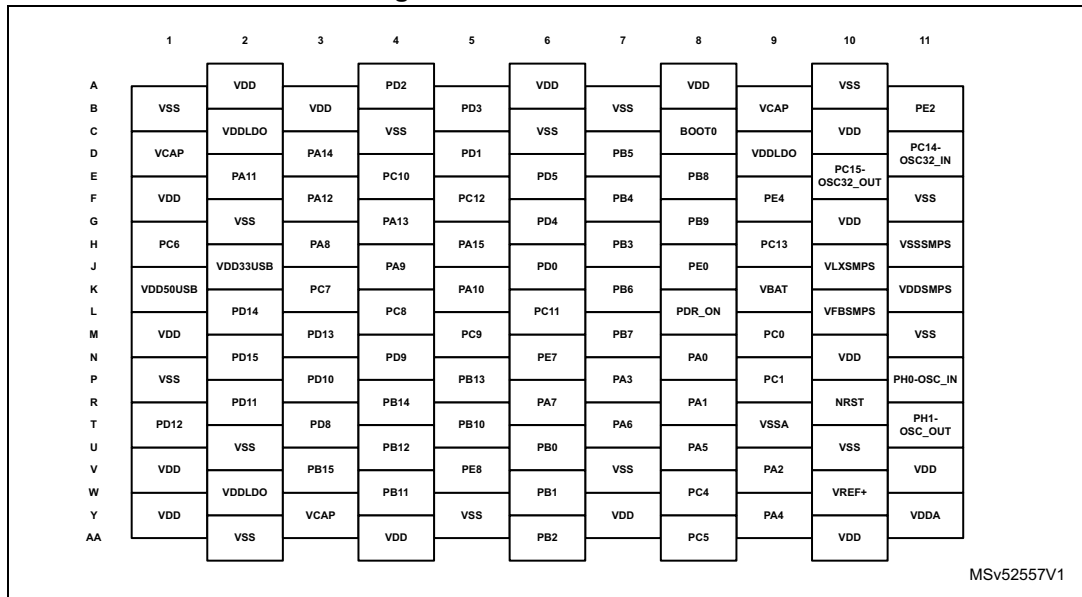 1 2 3 4 5 6 7 8 9 10 11
A VDD PD2 VDD VDD VSS
B VSS VDD PD3 VSS VCAP PE2
C VDDLDO VSS VSS BOOT0 VDD
D VCAP PA14 PD1 PB5 VDDLDO PC14-
OSC32_IN
E PA11 PC10 PD5 PB8 PC15-
OSC32_OUT
F VDD PA12 PC12 PB4 PE4 VSS
G VSS PA13 PD4 PB9 VDD
H PC6 PA8 PA15 PB3 PC13 VSSSMPS
J VDD33USB PA9 PD0 PE0 VLXSMPS
K VDD50USB PC7 PA10 PB6 VBAT VDDSMPS
L PD14 PC8 PC11 PDR_ON VFBSMPS
M VDD PD13 PC9 PB7 PC0 VSS
N PD15 PD9 PE7 PA0 VDD
P VSS PD10 PB13 PA3 PC1 PH0-OSC_IN
R PD11 PB14 PA7 PA1 NRST
T PD12 PD8 PB10 PA6 VSSA PH1-
OSC_OUT
U VSS PB12 PB0 PA5 VSS
V VDD PB15 PE8 VSS PA2 VDD
W VDDLDO PB11 PB1 PC4 VREF+
Y VDD VCAP VSS VDD PA4 VDDA
AA VSS VDD PB2 PC5 VDD
MSv52557V1